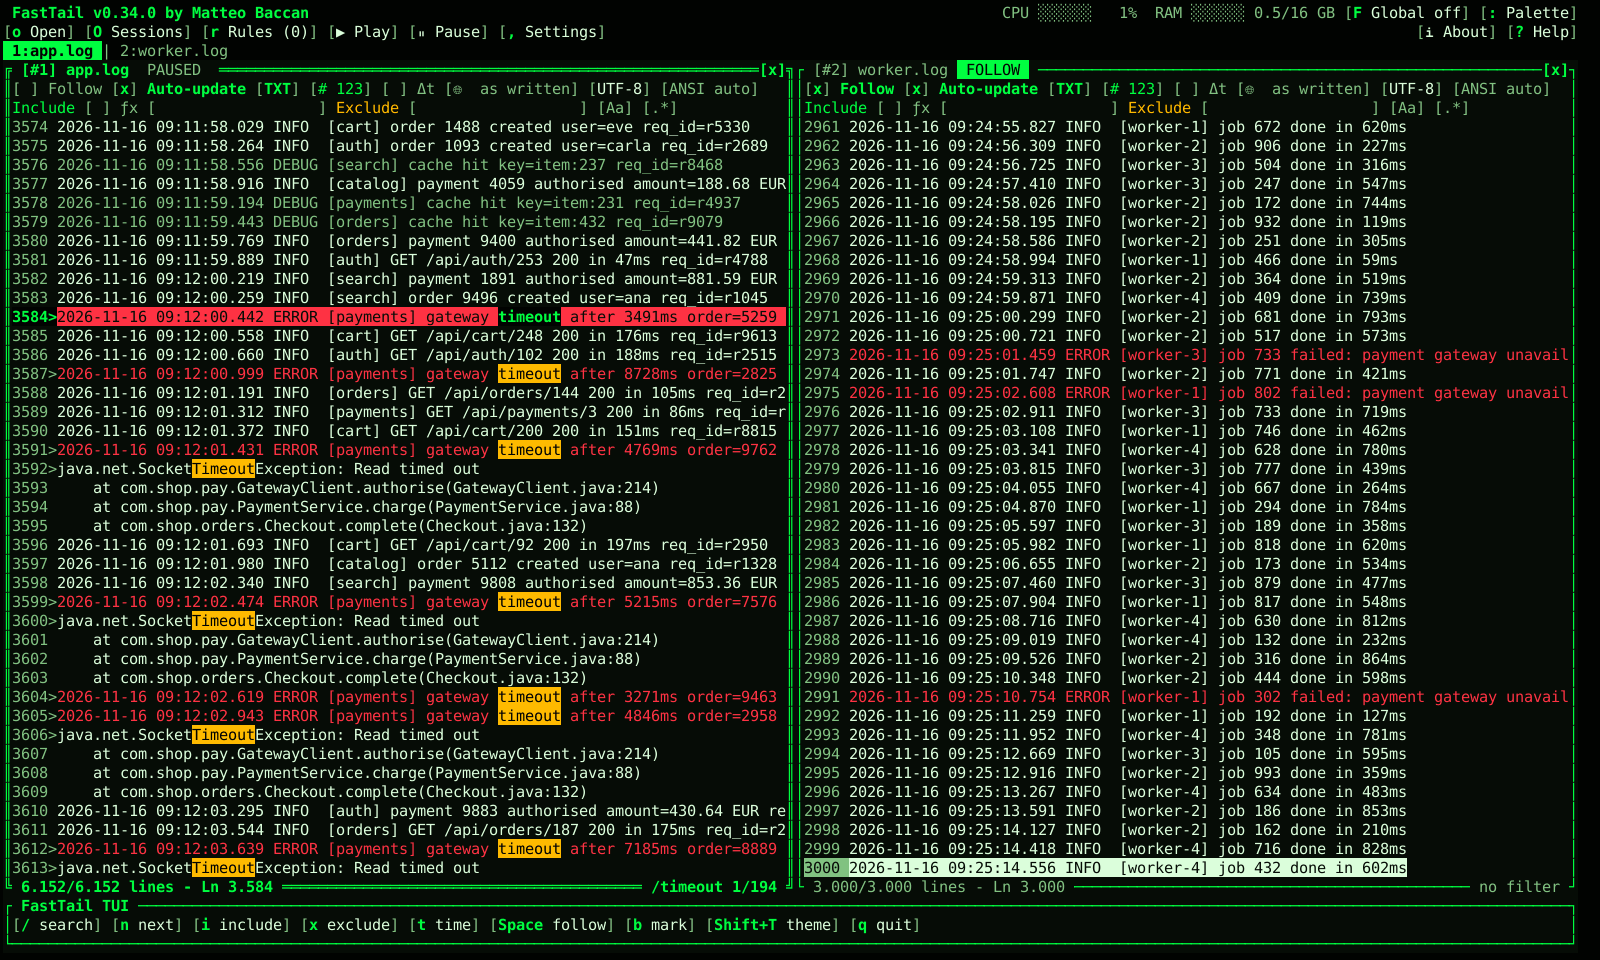 FastTail v0.34.0 by Matteo Baccan CPU 1% RAM 0.5/16 GB [F Global off] [: Palette]
[o Open] [O Sessions] [r Rules (0)] [▶ Play] [⏸ Pause] [, Settings] [i About] [? Help]
1:app.log | 2:worker.log
[#1] app.log PAUSED [x]
[ ] Follow [x] Auto-update [TXT] [# 123] [ ] Δt [⊕ as written] [UTF-8] [ANSI auto]
Include [ ] ƒx [ ] Exclude [ ] [Aa] [.*]
3574 2026-11-16 09:11:58.029 INFO [cart] order 1488 created user=eve req_id=r5330
3575 2026-11-16 09:11:58.264 INFO [auth] order 1093 created user=carla req_id=r2689
3576 2026-11-16 09:11:58.556 DEBUG [search] cache hit key=item:237 req_id=r8468
3577 2026-11-16 09:11:58.916 INFO [catalog] payment 4059 authorised amount=188.68 EUR
3578 2026-11-16 09:11:59.194 DEBUG [payments] cache hit key=item:231 req_id=r4937
3579 2026-11-16 09:11:59.443 DEBUG [orders] cache hit key=item:432 req_id=r9079
3580 2026-11-16 09:11:59.769 INFO [orders] payment 9400 authorised amount=441.82 EUR
3581 2026-11-16 09:11:59.889 INFO [auth] GET /api/auth/253 200 in 47ms req_id=r4788
3582 2026-11-16 09:12:00.219 INFO [search] payment 1891 authorised amount=881.59 EUR
3583 2026-11-16 09:12:00.259 INFO [search] order 9496 created user=ana req_id=r1045
3584>2026-11-16 09:12:00.442 ERROR [payments] gateway timeout after 3491ms order=5259
3585 2026-11-16 09:12:00.558 INFO [cart] GET /api/cart/248 200 in 176ms req_id=r9613
3586 2026-11-16 09:12:00.660 INFO [auth] GET /api/auth/102 200 in 188ms req_id=r2515
3587>2026-11-16 09:12:00.999 ERROR [payments] gateway timeout after 8728ms order=2825
3588 2026-11-16 09:12:01.191 INFO [orders] GET /api/orders/144 200 in 105ms req_id=r2
3589 2026-11-16 09:12:01.312 INFO [payments] GET /api/payments/3 200 in 86ms req_id=r
3590 2026-11-16 09:12:01.372 INFO [cart] GET /api/cart/200 200 in 151ms req_id=r8815
3591>2026-11-16 09:12:01.431 ERROR [payments] gateway timeout after 4769ms order=9762
3592>java.net.SocketTimeoutException: Read timed out
3593 at com.shop.pay.GatewayClient.authorise(GatewayClient.java:214)
3594 at com.shop.pay.PaymentService.charge(PaymentService.java:88)
3595 at com.shop.orders.Checkout.complete(Checkout.java:132)
3596 2026-11-16 09:12:01.693 INFO [cart] GET /api/cart/92 200 in 197ms req_id=r2950
3597 2026-11-16 09:12:01.980 INFO [catalog] order 5112 created user=ana req_id=r1328
3598 2026-11-16 09:12:02.340 INFO [search] payment 9808 authorised amount=853.36 EUR
3599>2026-11-16 09:12:02.474 ERROR [payments] gateway timeout after 5215ms order=7576
3600>java.net.SocketTimeoutException: Read timed out
3601 at com.shop.pay.GatewayClient.authorise(GatewayClient.java:214)
3602 at com.shop.pay.PaymentService.charge(PaymentService.java:88)
3603 at com.shop.orders.Checkout.complete(Checkout.java:132)
3604>2026-11-16 09:12:02.619 ERROR [payments] gateway timeout after 3271ms order=9463
3605>2026-11-16 09:12:02.943 ERROR [payments] gateway timeout after 4846ms order=2958
3606>java.net.SocketTimeoutException: Read timed out
3607 at com.shop.pay.GatewayClient.authorise(GatewayClient.java:214)
3608 at com.shop.pay.PaymentService.charge(PaymentService.java:88)
3609 at com.shop.orders.Checkout.complete(Checkout.java:132)
3610 2026-11-16 09:12:03.295 INFO [auth] payment 9883 authorised amount=430.64 EUR re
3611 2026-11-16 09:12:03.544 INFO [orders] GET /api/orders/187 200 in 175ms req_id=r2
3612>2026-11-16 09:12:03.639 ERROR [payments] gateway timeout after 7185ms order=8889
3613>java.net.SocketTimeoutException: Read timed out
6.152/6.152 lines - Ln 3.584 /timeout 1/194
[#2] worker.log FOLLOW [x]
[x] Follow [x] Auto-update [TXT] [# 123] [ ] Δt [⊕ as written] [UTF-8] [ANSI auto]
Include [ ] ƒx [ ] Exclude [ ] [Aa] [.*]
2961 2026-11-16 09:24:55.827 INFO [worker-1] job 672 done in 620ms
2962 2026-11-16 09:24:56.309 INFO [worker-2] job 906 done in 227ms
2963 2026-11-16 09:24:56.725 INFO [worker-3] job 504 done in 316ms
2964 2026-11-16 09:24:57.410 INFO [worker-3] job 247 done in 547ms
2965 2026-11-16 09:24:58.026 INFO [worker-2] job 172 done in 744ms
2966 2026-11-16 09:24:58.195 INFO [worker-2] job 932 done in 119ms
2967 2026-11-16 09:24:58.586 INFO [worker-2] job 251 done in 305ms
2968 2026-11-16 09:24:58.994 INFO [worker-1] job 466 done in 59ms
2969 2026-11-16 09:24:59.313 INFO [worker-2] job 364 done in 519ms
2970 2026-11-16 09:24:59.871 INFO [worker-4] job 409 done in 739ms
2971 2026-11-16 09:25:00.299 INFO [worker-2] job 681 done in 793ms
2972 2026-11-16 09:25:00.721 INFO [worker-2] job 517 done in 573ms
2973 2026-11-16 09:25:01.459 ERROR [worker-3] job 733 failed: payment gateway unavail
2974 2026-11-16 09:25:01.747 INFO [worker-2] job 771 done in 421ms
2975 2026-11-16 09:25:02.608 ERROR [worker-1] job 802 failed: payment gateway unavail
2976 2026-11-16 09:25:02.911 INFO [worker-3] job 733 done in 719ms
2977 2026-11-16 09:25:03.108 INFO [worker-1] job 746 done in 462ms
2978 2026-11-16 09:25:03.341 INFO [worker-4] job 628 done in 780ms
2979 2026-11-16 09:25:03.815 INFO [worker-3] job 777 done in 439ms
2980 2026-11-16 09:25:04.055 INFO [worker-4] job 667 done in 264ms
2981 2026-11-16 09:25:04.870 INFO [worker-1] job 294 done in 784ms
2982 2026-11-16 09:25:05.597 INFO [worker-3] job 189 done in 358ms
2983 2026-11-16 09:25:05.982 INFO [worker-1] job 818 done in 620ms
2984 2026-11-16 09:25:06.655 INFO [worker-2] job 173 done in 534ms
2985 2026-11-16 09:25:07.460 INFO [worker-3] job 879 done in 477ms
2986 2026-11-16 09:25:07.904 INFO [worker-1] job 817 done in 548ms
2987 2026-11-16 09:25:08.716 INFO [worker-4] job 630 done in 812ms
2988 2026-11-16 09:25:09.019 INFO [worker-4] job 132 done in 232ms
2989 2026-11-16 09:25:09.526 INFO [worker-2] job 316 done in 864ms
2990 2026-11-16 09:25:10.348 INFO [worker-2] job 444 done in 598ms
2991 2026-11-16 09:25:10.754 ERROR [worker-1] job 302 failed: payment gateway unavail
2992 2026-11-16 09:25:11.259 INFO [worker-1] job 192 done in 127ms
2993 2026-11-16 09:25:11.952 INFO [worker-4] job 348 done in 781ms
2994 2026-11-16 09:25:12.669 INFO [worker-3] job 105 done in 595ms
2995 2026-11-16 09:25:12.916 INFO [worker-2] job 993 done in 359ms
2996 2026-11-16 09:25:13.267 INFO [worker-4] job 634 done in 483ms
2997 2026-11-16 09:25:13.591 INFO [worker-2] job 186 done in 853ms
2998 2026-11-16 09:25:14.127 INFO [worker-2] job 162 done in 210ms
2999 2026-11-16 09:25:14.418 INFO [worker-4] job 716 done in 828ms
3000 2026-11-16 09:25:14.556 INFO [worker-4] job 432 done in 602ms
3.000/3.000 lines - Ln 3.000 no filter
FastTail TUI
[/ search] [n next] [i include] [x exclude] [t time] [Space follow] [b mark] [Shift+T theme] [q quit]